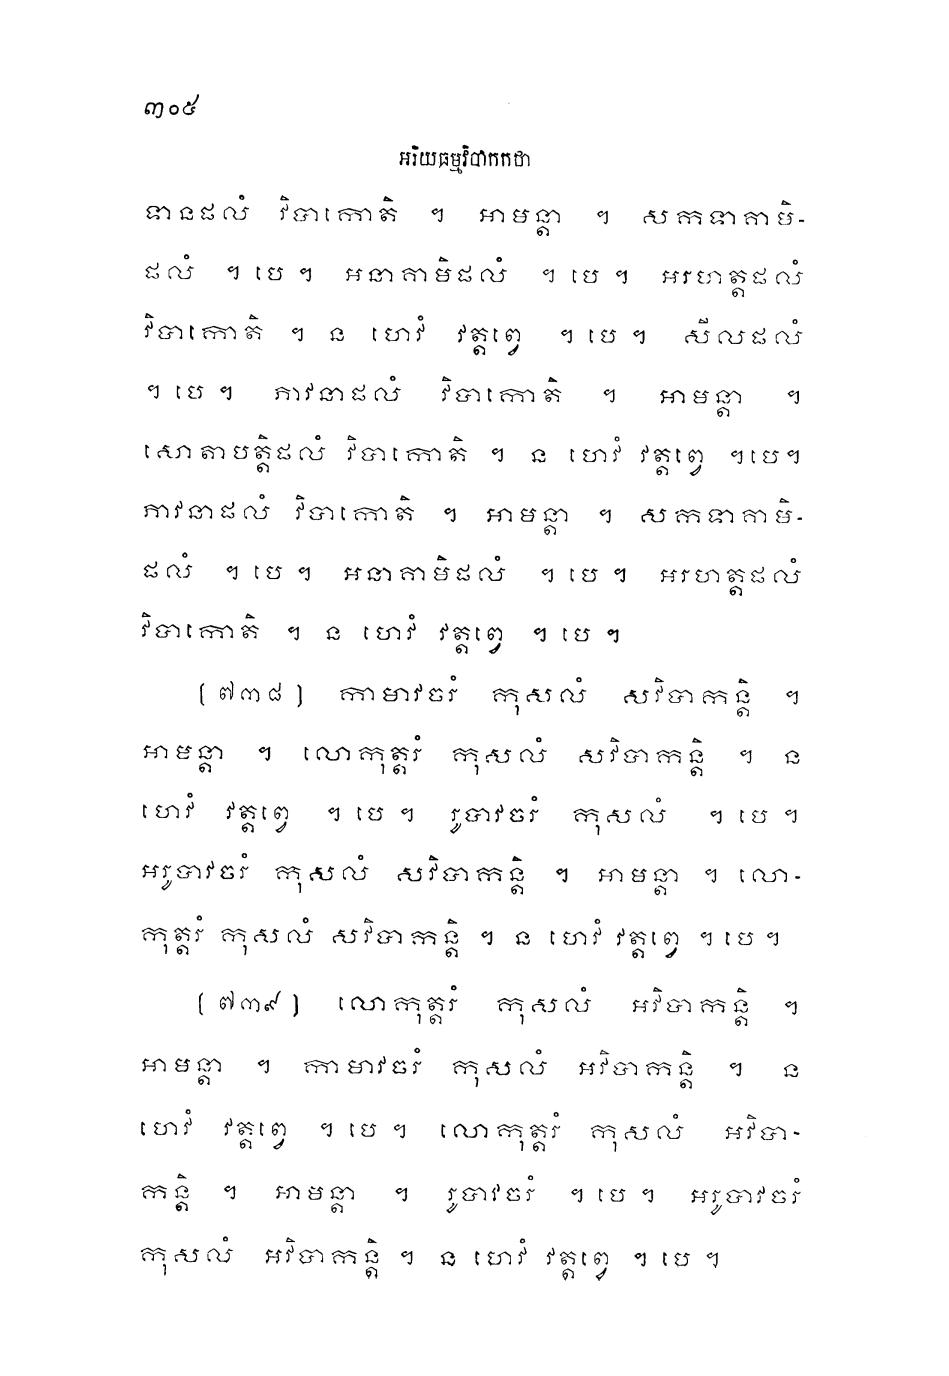 ៣០៥
អរិយធម្មវិបាកកថា
ទានផលំ វិបាកោតិ ។ អាមន្តា ។ សកទាគាមិ-
ផលំ ។ បេ ។ អនាគាមិផលំ ។ បេ ។ អរហត្តផលំ
វិបាកោតិ ។ ន ហេវំ វត្តព្វេ ។ បេ ។ សីលផលំ
។ បេ ។ ភាវនាផលំ វិបាកោតិ ។ អាមន្តា ។
សោតាបត្តិផលំ វិបាកោតិ ។ ន ហេវំ វត្តព្វេ ។ បេ ។
ភាវនាផលំ វិបាកោតិ ។ អាមន្តា ។ សកទាគាមិ-
ផលំ ។ បេ ។ អនាគាមិផលំ ។ បេ ។ អរហត្តផលំ
វិបាកោតិ ។ ន ហេវំ វត្តព្វេ ។ បេ ។
(៧៣៨) កាមាវចរំ កុសលំ សវិបាកន្តិ ។
អាមន្តា ។ លោកុត្តរំ កុសលំ សវិបាកន្តិ ។ ន
ហេវំ វត្តព្វេ ។ បេ ។ រូបាវចរំ កុសលំ ។ បេ ។
អរូបាវចរំ កុសលំ សវិបាកន្តិ ។ អាមន្តា ។ លោ-
កុត្តរំ កុសលំ សវិបាកន្តិ ។ ន ហេវំ វត្តព្វេ ។ បេ ។
(៧៣៩) លោកុត្តរំ កុសលំ អវិបាកន្តិ ។
អាមន្តា ។ កាមាវចរំ កុសលំ អវិបាកន្តិ ។ ន
ហេវំ វត្តព្វេ ។ បេ ។ លោកុត្តរំ កុសលំ អវិបា-
កន្តិ ។ អាមន្តា ។ រូបាវចរំ ។ បេ ។ អរូបាវចរំ
កុសលំ អវិបាកន្តិ ។ ន ហេវំ វត្តព្វេ ។ បេ ។